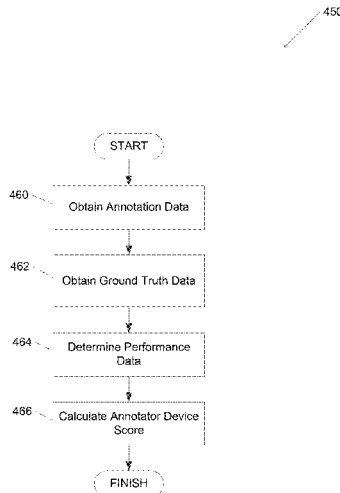 450
START
460
Obtain Annotation Data
462
Obtain Ground Truth Data
464
Determine Performance
Data
466
Calculate Annotator Device
Score
FINISH